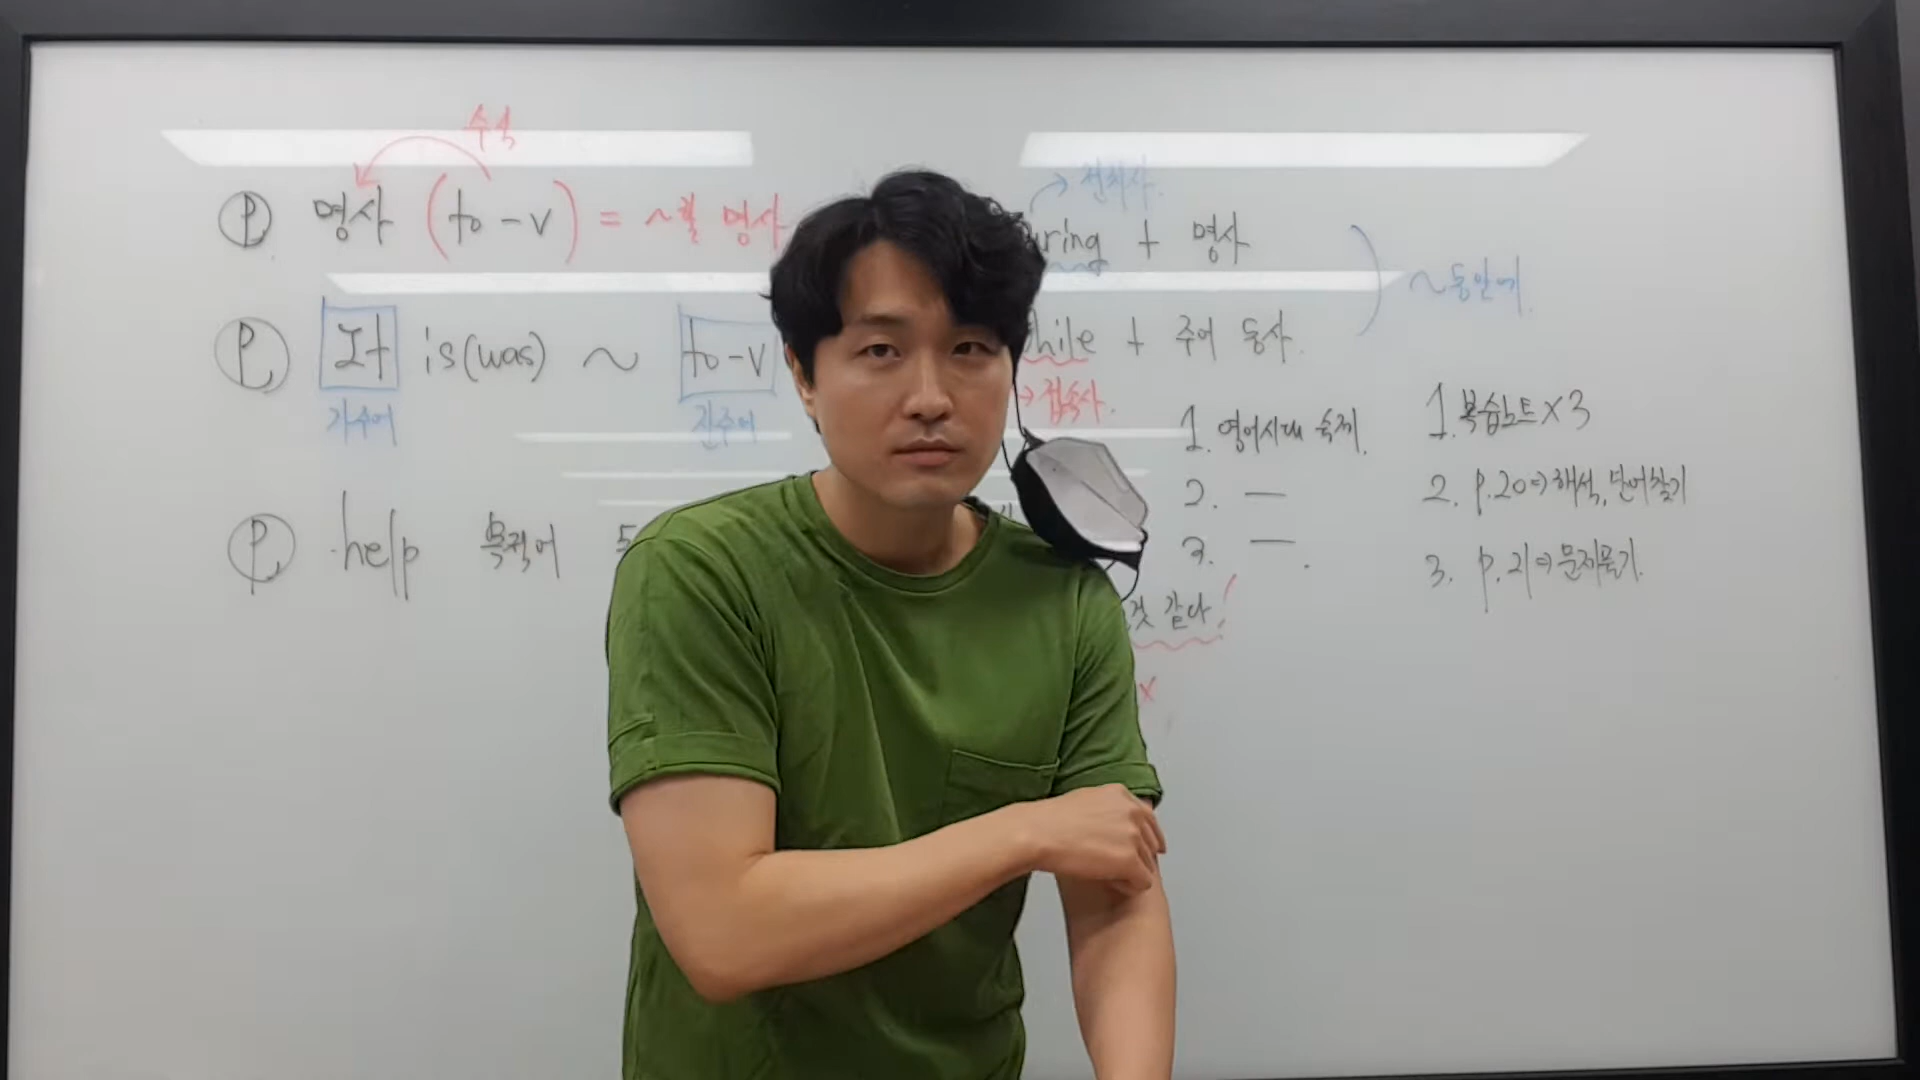 수식
Ⓟ 명사 (to-v) = ~할 명사
Ⓟ It is(was) ~ to-v
가주어 진주어
Ⓟ help 목적어
→ 전치사.
uring + 명사
hile + 주어 동사.
~동안에
→ 접속사.
1. 영어시대 숙제.
2. —
3. —.
것 같다
x
1. 복습노트 x3
2. p.20⇒해석, 단어찾기
3. p.21⇒문제풀기.